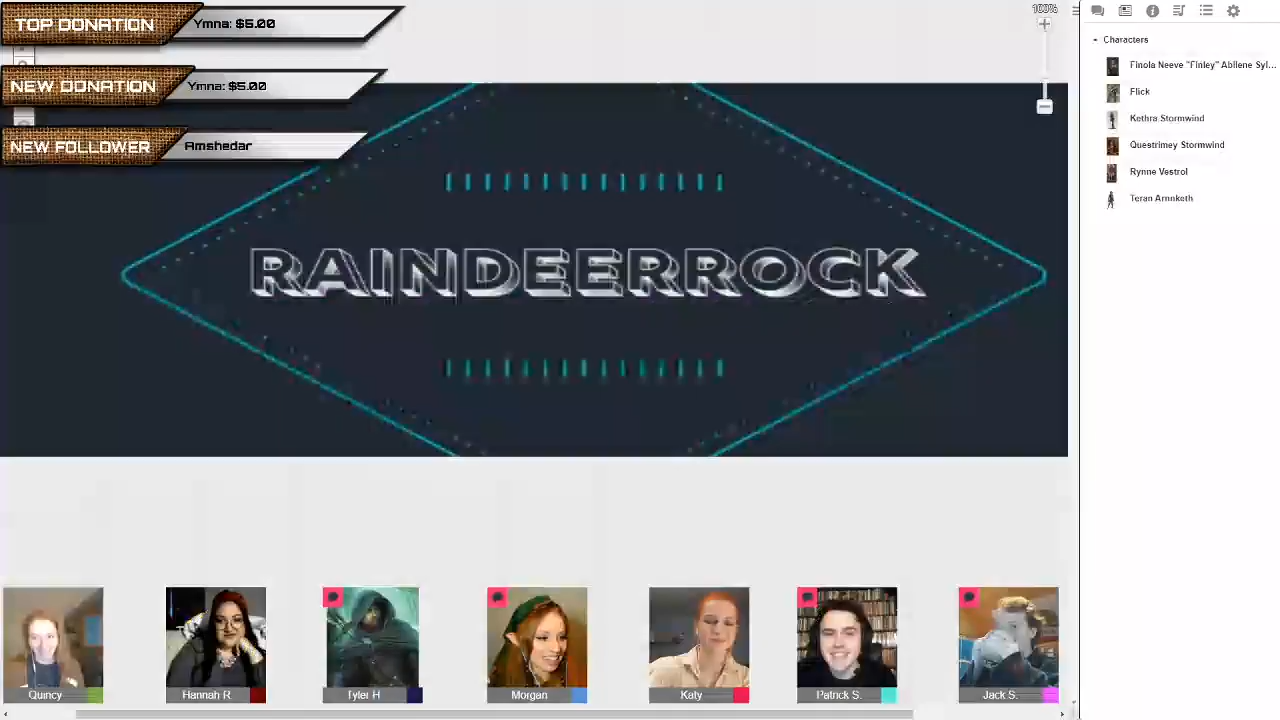 TOP DONATION
Ymna: $5.00
NEW DONATION
Ymna: $5.00
NEW FOLLOWER
Amshedar
100%
RAINDEERROCK
Characters
Finola Neeve "Finley" Abilene Syl...
Flick
Kethra Stormwind
Questrimey Stormwind
Rynne Vestrol
Teran Arnnketh
Quincy
Hannah R.
Tyler H
Morgan
Katy
Patrick S.
Jack S.